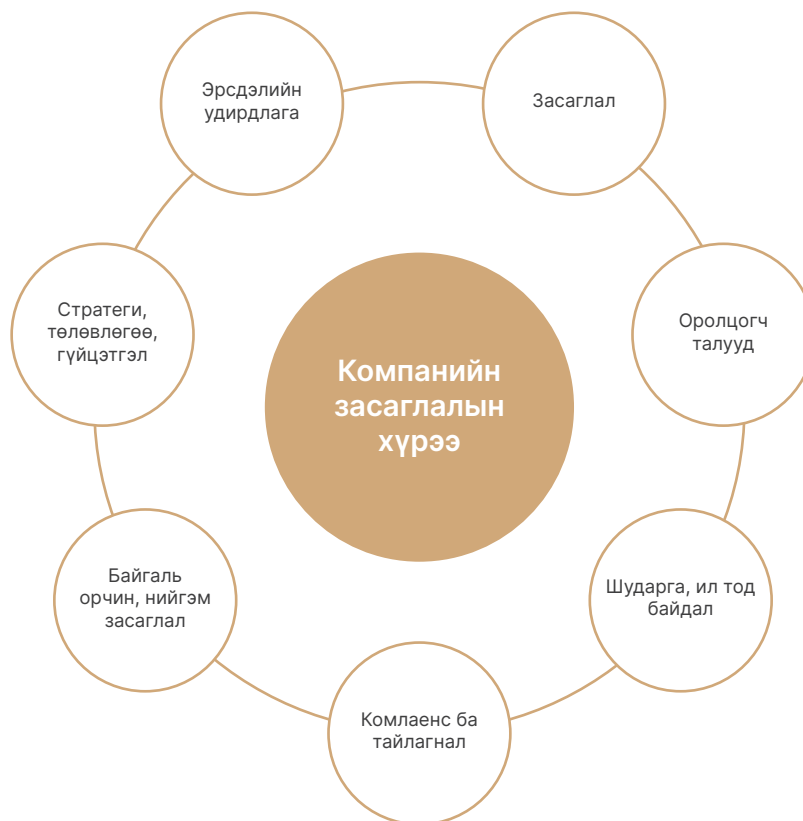 Эрсдэлийн
удирдлага
Засаглал
Стратеги,
төлөвлөгөө,
гүйцэтгэл
Оролцогч
талууд
Компанийн
засаглалын
хүрээ
Байгаль
орчин, нийгэм
засаглал
Шударга, ил тод
байдал
Комлаенс ба
тайлагнал